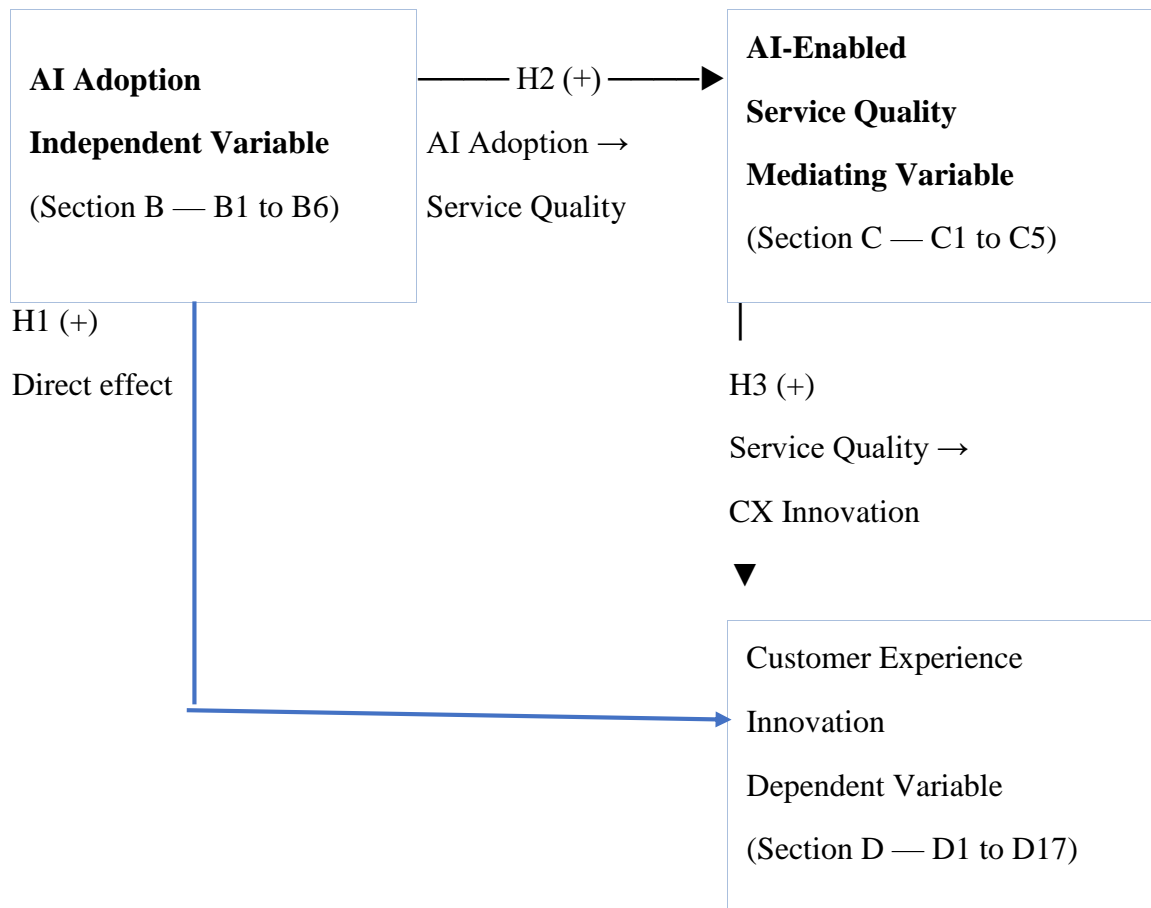 AI Adoption
Independent Variable
(Section B — B1 to B6)
H2 (+)
AI Adoption →
Service Quality
AI-Enabled
Service Quality
Mediating Variable
(Section C — C1 to C5)
H1 (+)
Direct effect
H3 (+)
Service Quality →
CX Innovation
▼
Customer Experience
Innovation
Dependent Variable
(Section D — D1 to D17)